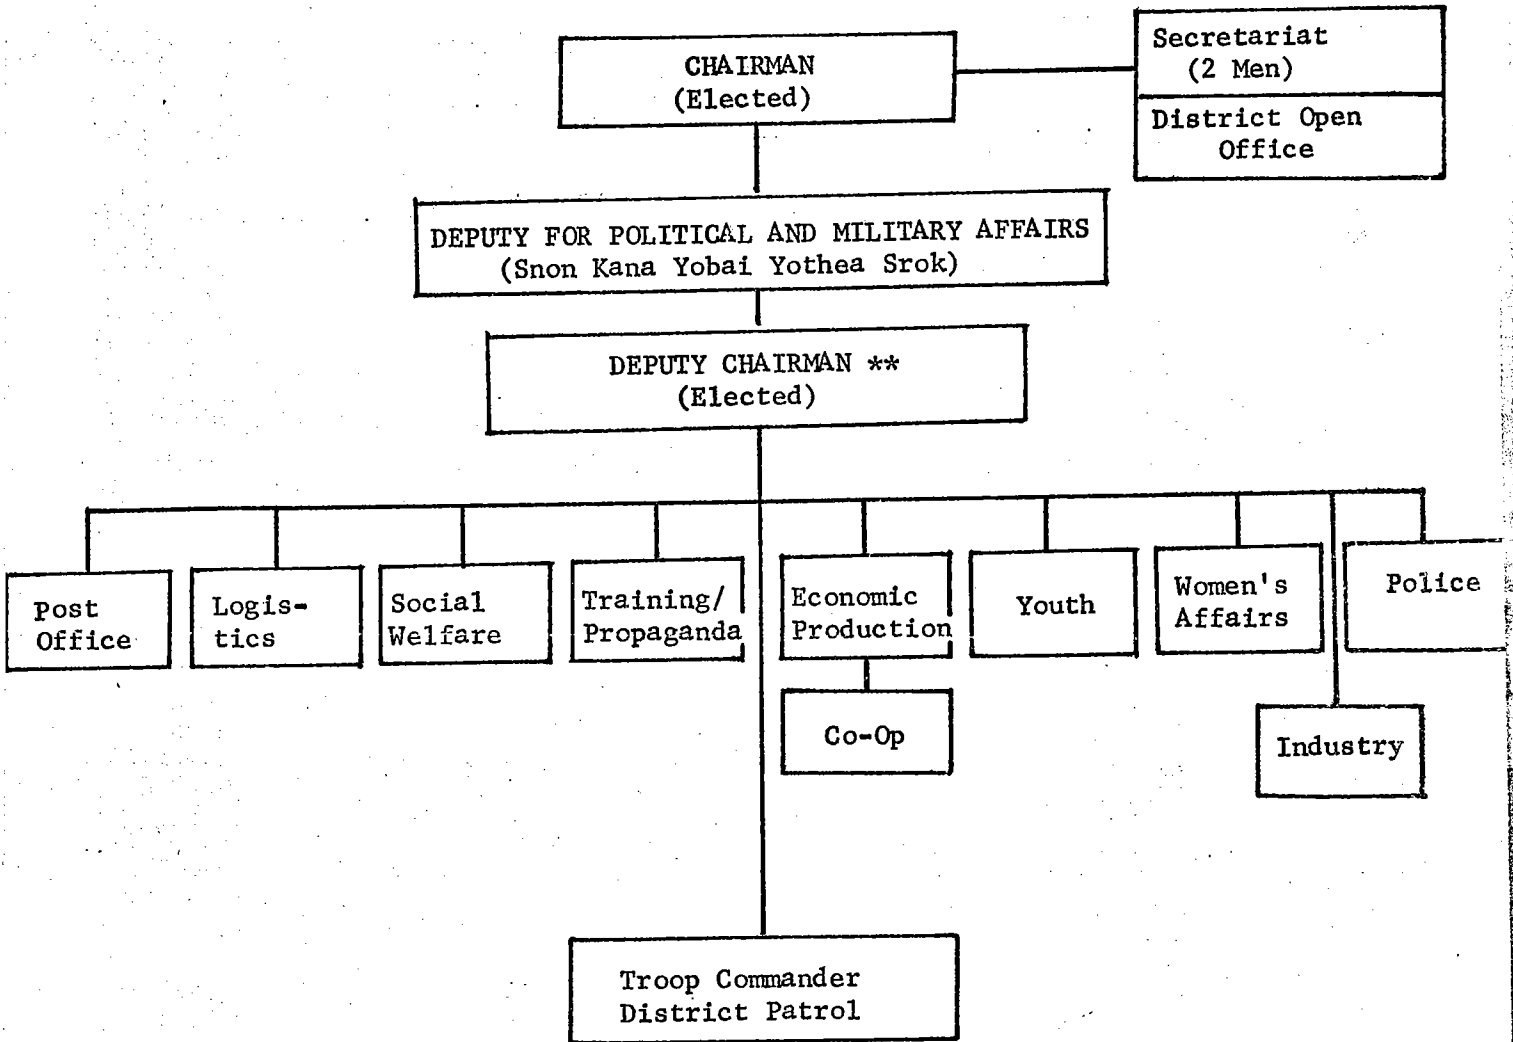 CHAIRMAN
(Elected)
Secretariat
(2 Men)
District Open
Office
DEPUTY FOR POLITICAL AND MILITARY AFFAIRS
(Snon Kana Yobai Yothea Srok)
DEPUTY CHAIRMAN **
(Elected)
Post
Office
Logis-
tics
Social
Welfare
Training/
Propaganda
Economic
Production
Youth
Women's
Affairs
Police
Co-Op
Industry
Troop Commander
District Patrol